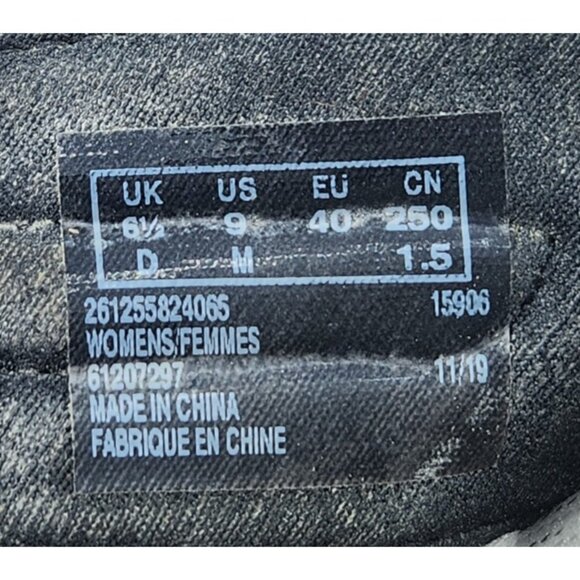 UK US EU CN
6½ 9 40 250
D M 1.5
261255824065 15906
WOMENS/FEMMES
61207297 11/19
MADE IN CHINA
FABRIQUE EN CHINE